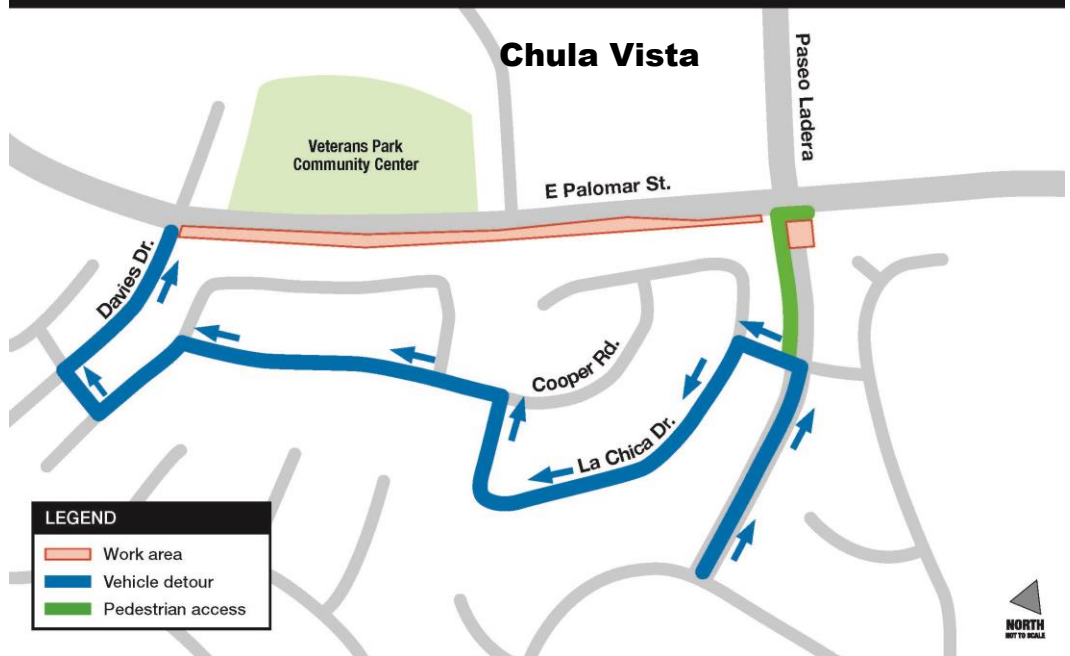 Chula Vista
Paseo Ladera
Veterans Park
Community Center
E Palomar St.
Davies Dr.
Cooper Rd.
La Chica Dr.
LEGEND
Work area
Vehicle detour
Pedestrian access
NORTH
NOT TO SCALE